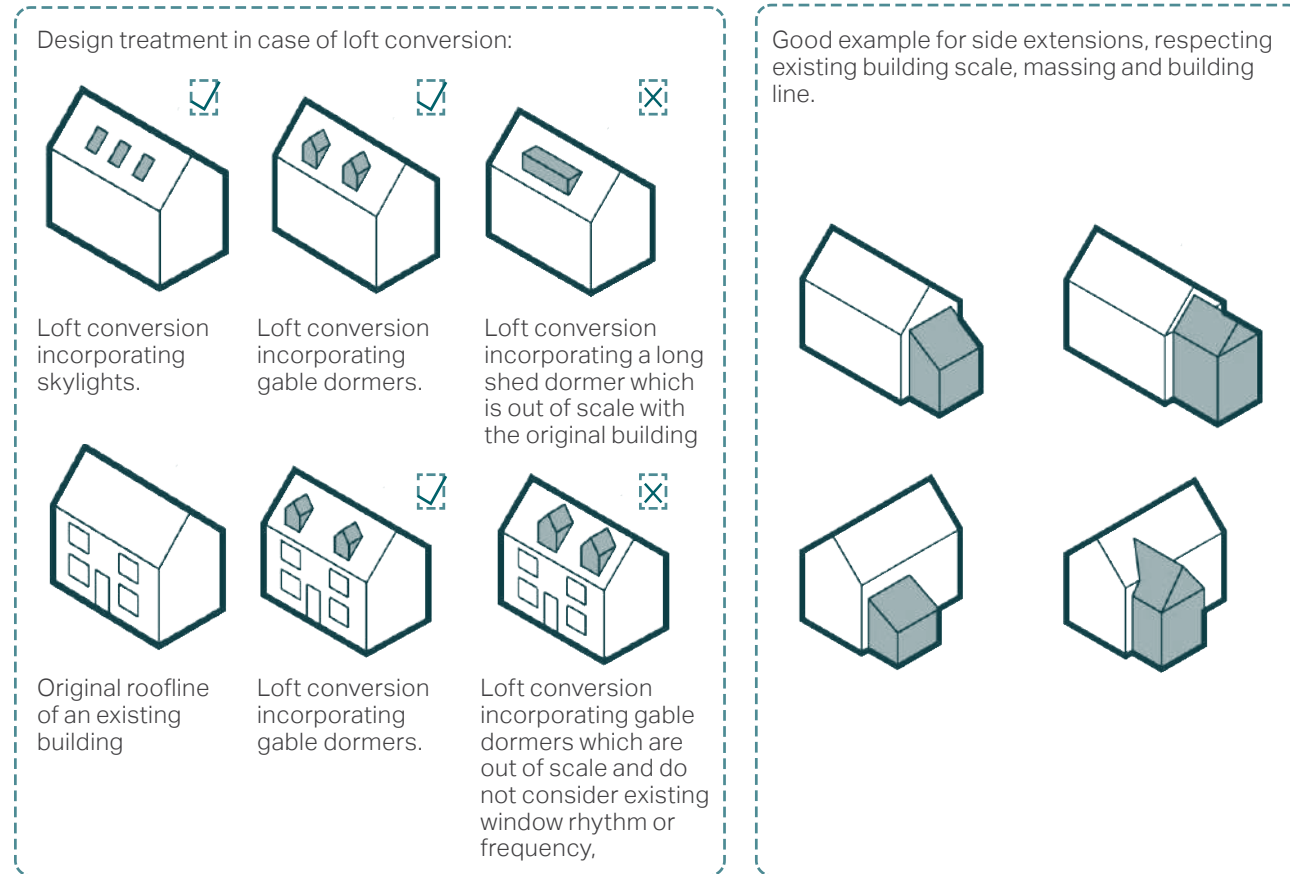 Design treatment in case of loft conversion:
Loft conversion
incorporating
skylights.
Loft conversion
incorporating
gable dormers.
Loft conversion
incorporating a long
shed dormer which
is out of scale with
the original building
Original roofline
of an existing
building
Loft conversion
incorporating
gable dormers.
Loft conversion
incorporating gable
dormers which are
out of scale and do
not consider existing
window rhythm or
frequency,
Good example for side extensions, respecting
existing building scale, massing and building
line.